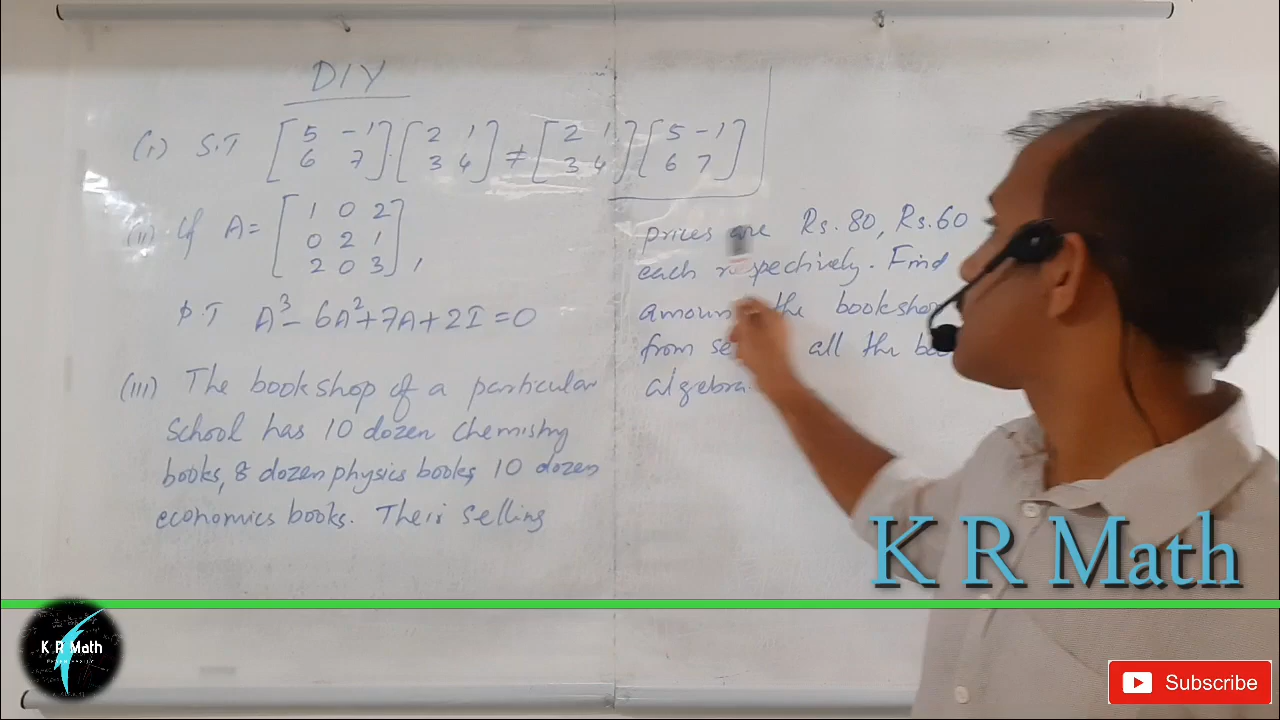 DIY
(i) S.T [5 -1 6 7] . [2 1 3 4] ≠ [2 1 3 4] [5 -1 6 7]
(ii) If A = [1 0 2
0 2 1
2 0 3],
P.T A³ - 6A² + 7A + 2I = 0
(III) The bookshop of a particular
School has 10 dozen chemistry
books, 8 dozen physics books, 10 dozen
economics books. Their selling
prices are Rs. 80, Rs. 60
each respectively. Find
the bookshop
from all the
algebra.
K R Math
K R Math
Subscribe